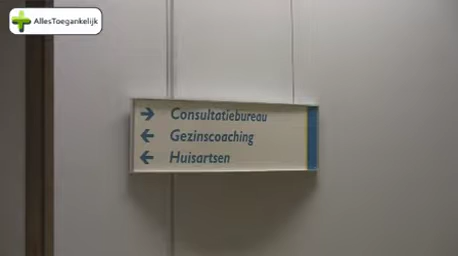 AllesToegankelijk
→ Consultatiebureau
← Gezinscoaching
← Huisartsen